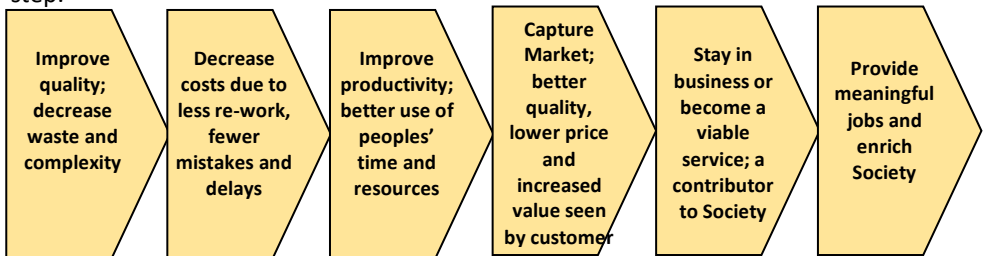 step.
Improve
quality;
decrease
waste and
complexity
Decrease
costs due to
less re-work,
fewer
mistakes and
delays
Improve
productivity;
better use of
peoples’
time and
resources
Capture
Market;
better
quality,
lower price
and
increased
value seen
by customer
Stay in
business or
become a
viable
service; a
contributor
to Society
Provide
meaningful
jobs and
enrich
Society